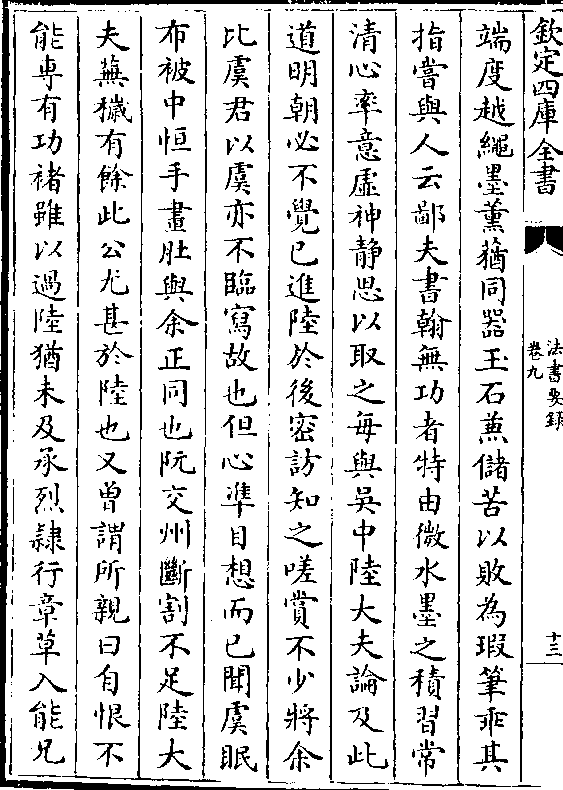 欽定四庫全書
法書要錄
卷九
十三
端度越繩墨薰蕕同器玉石兼儲苦以敗為瑕筆乖其
指嘗與人云鄙夫書翰無功者特由微水墨之積習常
清心率意虛神静思以取之每與吳中陸大夫論及此
道明朝必不覺已進陸於後密訪知之嗟賞不少將余
比虞君以虞亦不臨寫故也但心準目想而已聞虞眠
布被中恒手畫肚與余正同也阮交州斷割不足陸大
夫蕪穢有餘此公尤甚於陸也又曾謂所親曰自恨不
能専有功褚雖以過陸猶未及承烈隷行章草入能兄